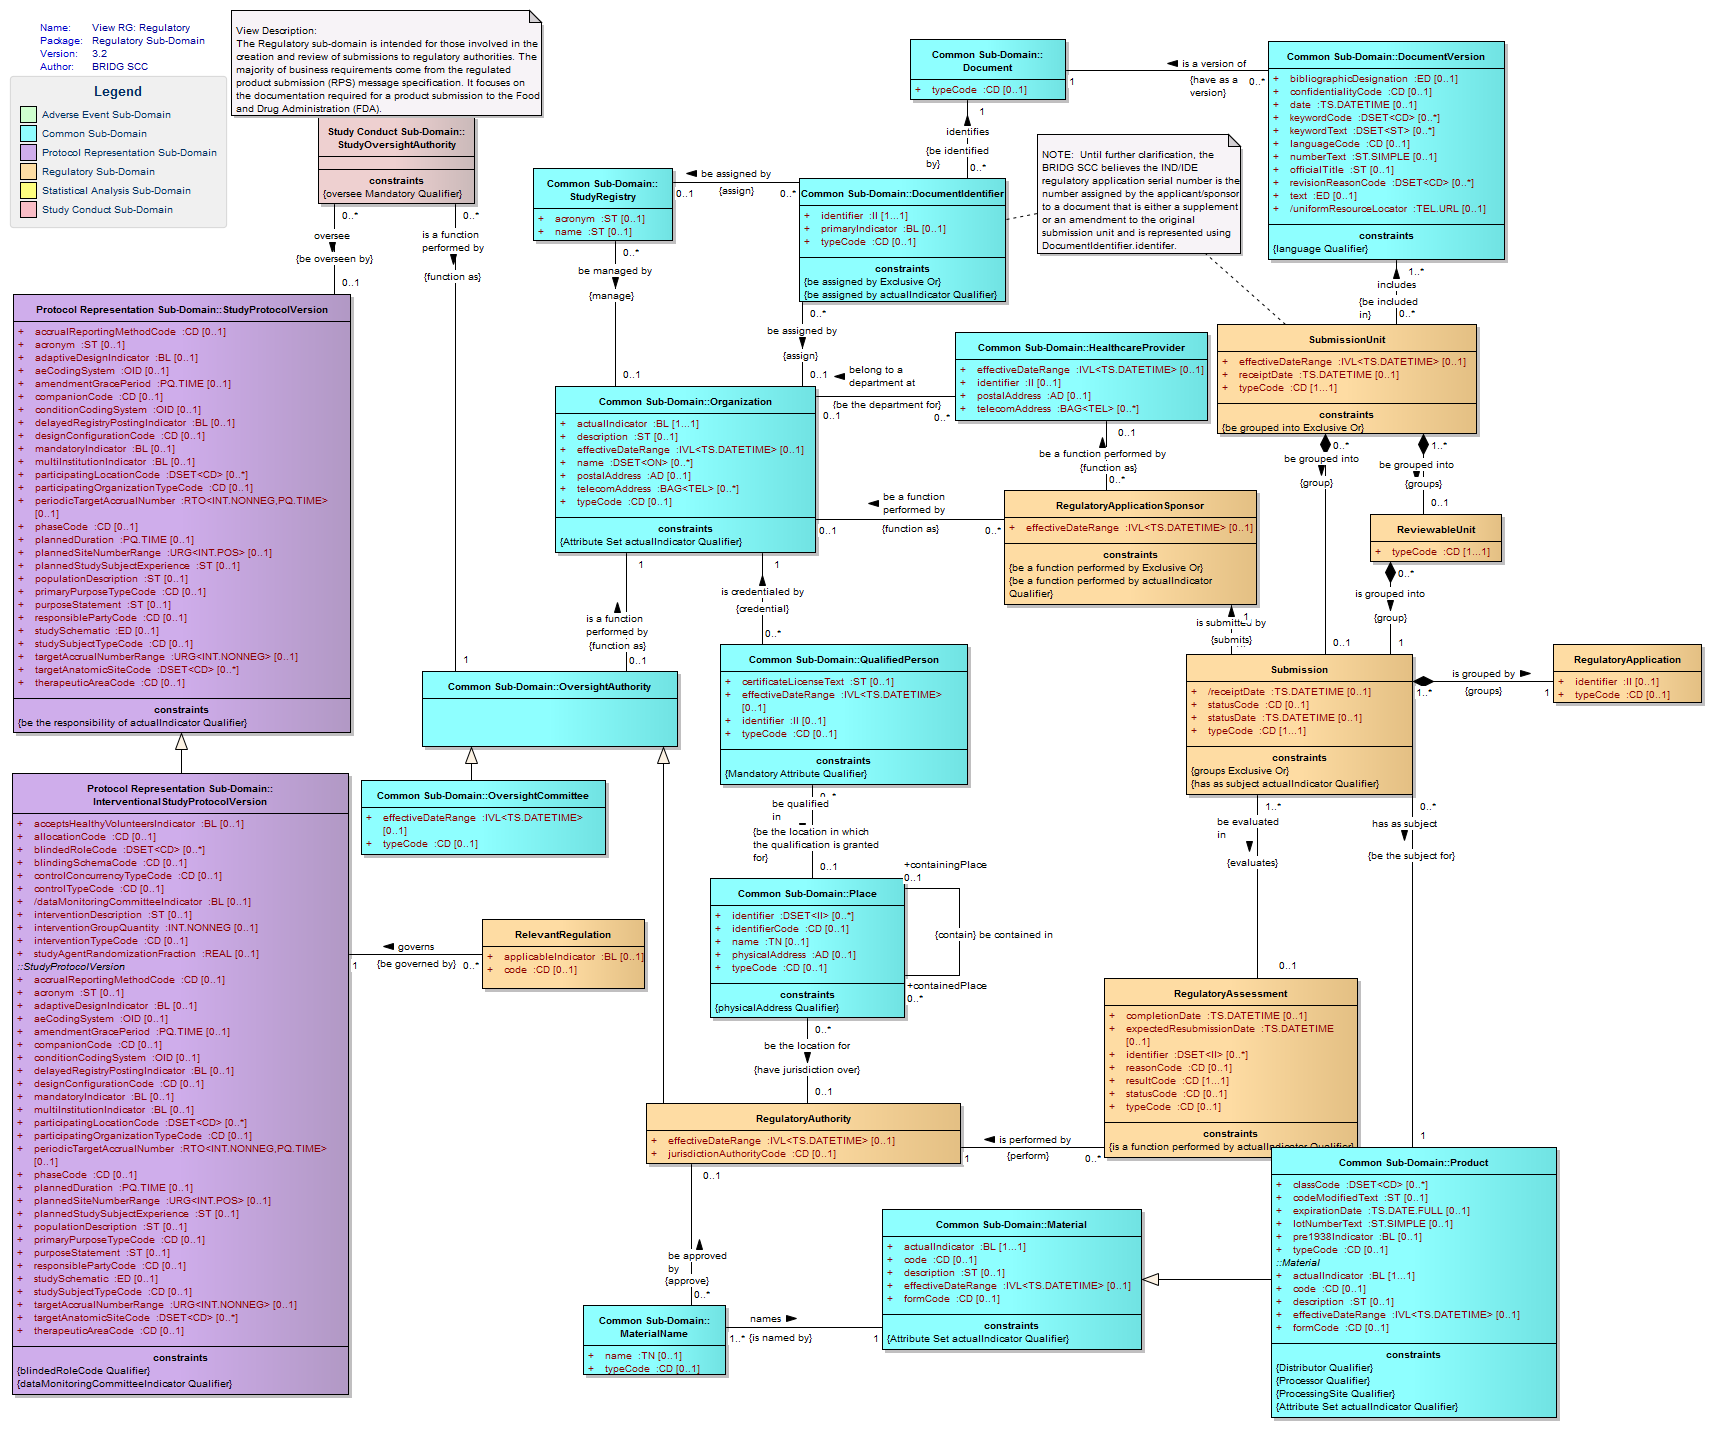 Name: View RG: Regulatory
Package: Regulatory Sub-Domain
Version: 3.2
Author: BRIDG SCC
Legend
Adverse Event Sub-Domain
Common Sub-Domain
Protocol Representation Sub-Domain
Regulatory Sub-Domain
Statistical Analysis Sub-Domain
Study Conduct Sub-Domain
View Description:
The Regulatory sub-domain is intended for those involved in the
creation and review of submissions to regulatory authorities. The
majority of business requirements come from the regulated
product submission (RPS) message specification. It focuses on
the documentation required for a product submission to the Food
and Drug Administration (FDA).
Study Conduct Sub-Domain::
StudyOversightAuthority
constraints
{oversee Mandatory Qualifier}
0..*
oversee
{be overseen by}
0..1
0..*
is a function
performed by
{function as}
1
Common Sub-Domain::
Document
+ typeCode :CD [0..1]
1
is a version of
{have as a
version}
0..*
Common Sub-Domain::DocumentVersion
+ bibliographicDesignation :ED [0..1]
+ confidentialityCode :CD [0..1]
+ date :TS.DATETIME [0..1]
+ keywordCode :DSET<CD> [0..*]
+ keywordText :DSET<ST> [0..*]
+ languageCode :CD [0..1]
+ numberText :ST.SIMPLE [0..1]
+ officialTitle :ST [0..1]
+ revisionReasonCode :DSET<CD> [0..*]
+ text :ED [0..1]
+ /uniformResourceLocator :TEL.URL [0..1]
constraints
{language Qualifier}
1
identifies
{be identified
by}
0..*
NOTE: Until further clarification, the
BRIDG SCC believes the IND/IDE
regulatory application serial number is the
number assigned by the applicant/sponsor
to a document that is either a supplement
or an amendment to the original
submission unit and is represented using
DocumentIdentifier.identifer.
Common Sub-Domain::
StudyRegistry
+ acronym :ST [0..1]
+ name :ST [0..1]
0..1
be assigned by
{assign}
0..*
Common Sub-Domain::DocumentIdentifier
+ identifier :II [1...1]
+ primaryIndicator :BL [0..1]
+ typeCode :CD [0..1]
constraints
{be assigned by Exclusive Or}
{be assigned by actualIndicator Qualifier}
0..*
be managed by
{manage}
0..1
0..*
be assigned by
{assign}
0..1
1..*
includes
{be included
in}
0..*
Protocol Representation Sub-Domain::StudyProtocolVersion
+ accrualReportingMethodCode :CD [0..1]
+ acronym :ST [0..1]
+ adaptiveDesignIndicator :BL [0..1]
+ aeCodingSystem :OID [0..1]
+ amendmentGracePeriod :PQ.TIME [0..1]
+ companionCode :CD [0..1]
+ conditionCodingSystem :OID [0..1]
+ delayedRegistryPostingIndicator :BL [0..1]
+ designConfigurationCode :CD [0..1]
+ mandatoryIndicator :BL [0..1]
+ multiInstitutionIndicator :BL [0..1]
+ participatingLocationCode :DSET<CD> [0..*]
+ participatingOrganizationTypeCode :CD [0..1]
+ periodicTargetAccrualNumber :RTO<INT.NONNEG,PQ.TIME>
[0..1]
+ phaseCode :CD [0..1]
+ plannedDuration :PQ.TIME [0..1]
+ plannedSiteNumberRange :URG<INT.POS> [0..1]
+ plannedStudySubjectExperience :ST [0..1]
+ populationDescription :ST [0..1]
+ primaryPurposeTypeCode :CD [0..1]
+ purposeStatement :ST [0..1]
+ responsiblePartyCode :CD [0..1]
+ studySchematic :ED [0..1]
+ studySubjectTypeCode :CD [0..1]
+ targetAccrualNumberRange :URG<INT.NONNEG> [0..1]
+ targetAnatomicSiteCode :DSET<CD> [0..*]
+ therapeuticAreaCode :CD [0..1]
constraints
{be the responsibility of actualIndicator Qualifier}
Common Sub-Domain::Organization
+ actualIndicator :BL [1...1]
+ description :ST [0..1]
+ effectiveDateRange :IVL<TS.DATETIME> [0..1]
+ name :DSET<ON> [0..*]
+ postalAddress :AD [0..1]
+ telecomAddress :BAG<TEL> [0..*]
+ typeCode :CD [0..1]
constraints
{Attribute Set actualIndicator Qualifier}
belong to a
department at
0..1
{be the department for}
0..*
Common Sub-Domain::HealthcareProvider
+ effectiveDateRange :IVL<TS.DATETIME> [0..1]
+ identifier :II [0..1]
+ postalAddress :AD [0..1]
+ telecomAddress :BAG<TEL> [0..*]
0..1
be a function performed by
{function as}
0..*
SubmissionUnit
+ effectiveDateRange :IVL<TS.DATETIME> [0..1]
+ receiptDate :TS.DATETIME [0..1]
+ typeCode :CD [1...1]
constraints
{be grouped into Exclusive Or}
0..*
be grouped into
{group}
0..1
1..*
be grouped into
{groups}
0..1
be a function
performed by
0..1
{function as}
0..*
RegulatoryApplicationSponsor
+ effectiveDateRange :IVL<TS.DATETIME> [0..1]
constraints
{be a function performed by Exclusive Or}
{be a function performed by actualIndicator
Qualifier}
ReviewableUnit
+ typeCode :CD [1...1]
0..*
is grouped into
{group}
1
1
is submitted by
{submits}
1
is a function
performed by
{function as}
0..1
1
is credentialed by
{credential}
0..*
Common Sub-Domain::OversightAuthority
Common Sub-Domain::QualifiedPerson
+ certificateLicenseText :ST [0..1]
+ effectiveDateRange :IVL<TS.DATETIME>
[0..1]
+ identifier :II [0..1]
+ typeCode :CD [0..1]
constraints
{Mandatory Attribute Qualifier}
Submission
+ /receiptDate :TS.DATETIME [0..1]
+ statusCode :CD [0..1]
+ statusDate :TS.DATETIME [0..1]
+ typeCode :CD [1...1]
constraints
{groups Exclusive Or}
{has as subject actualIndicator Qualifier}
is grouped by
1..*
{groups}
1
RegulatoryApplication
+ identifier :II [0..1]
+ typeCode :CD [0..1]
Protocol Representation Sub-Domain::
InterventionalStudyProtocolVersion
+ acceptsHealthyVolunteersIndicator :BL [0..1]
+ allocationCode :CD [0..1]
+ blindedRoleCode :DSET<CD> [0..*]
+ blindingSchemaCode :CD [0..1]
+ controlConcurrencyTypeCode :CD [0..1]
+ controlTypeCode :CD [0..1]
+ /dataMonitoringCommitteeIndicator :BL [0..1]
+ interventionDescription :ST [0..1]
+ interventionGroupQuantity :INT.NONNEG [0..1]
+ interventionTypeCode :CD [0..1]
+ studyAgentRandomizationFraction :REAL [0..1]
::StudyProtocolVersion
+ accrualReportingMethodCode :CD [0..1]
+ acronym :ST [0..1]
+ adaptiveDesignIndicator :BL [0..1]
+ aeCodingSystem :OID [0..1]
+ amendmentGracePeriod :PQ.TIME [0..1]
+ companionCode :CD [0..1]
+ conditionCodingSystem :OID [0..1]
+ delayedRegistryPostingIndicator :BL [0..1]
+ designConfigurationCode :CD [0..1]
+ mandatoryIndicator :BL [0..1]
+ multiInstitutionIndicator :BL [0..1]
+ participatingLocationCode :DSET<CD> [0..*]
+ participatingOrganizationTypeCode :CD [0..1]
+ periodicTargetAccrualNumber :RTO<INT.NONNEG,PQ.TIME>
[0..1]
+ phaseCode :CD [0..1]
+ plannedDuration :PQ.TIME [0..1]
+ plannedSiteNumberRange :URG<INT.POS> [0..1]
+ plannedStudySubjectExperience :ST [0..1]
+ populationDescription :ST [0..1]
+ primaryPurposeTypeCode :CD [0..1]
+ purposeStatement :ST [0..1]
+ responsiblePartyCode :CD [0..1]
+ studySchematic :ED [0..1]
+ studySubjectTypeCode :CD [0..1]
+ targetAccrualNumberRange :URG<INT.NONNEG> [0..1]
+ targetAnatomicSiteCode :DSET<CD> [0..*]
+ therapeuticAreaCode :CD [0..1]
constraints
{blindedRoleCode Qualifier}
{dataMonitoringCommitteeIndicator Qualifier}
Common Sub-Domain::OversightCommittee
+ effectiveDateRange :IVL<TS.DATETIME>
[0..1]
+ typeCode :CD [0..1]
be qualified
in
{be the location in which
the qualification is granted
for}
0..1
1..*
be evaluated
in
{evaluates}
0..1
0..*
has as subject
{be the subject for}
1
governs
1
{be governed by}
0..*
RelevantRegulation
+ applicableIndicator :BL [0..1]
+ code :CD [0..1]
Common Sub-Domain::Place
+ identifier :DSET<II> [0..*]
+ identifierCode :CD [0..1]
+ name :TN [0..1]
+ physicalAddress :AD [0..1]
+ typeCode :CD [0..1]
constraints
{physicalAddress Qualifier}
+containingPlace
0..1
{contain} be contained in
+containedPlace
0..*
0..*
be the location for
{have jurisdiction over}
0..1
RegulatoryAssessment
+ completionDate :TS.DATETIME [0..1]
+ expectedResubmissionDate :TS.DATETIME
[0..1]
+ identifier :DSET<II> [0..*]
+ reasonCode :CD [0..1]
+ resultCode :CD [1...1]
+ statusCode :CD [0..1]
+ typeCode :CD [0..1]
constraints
{is a function performed by actualIndicator Qualifier}
RegulatoryAuthority
+ effectiveDateRange :IVL<TS.DATETIME> [0..1]
+ jurisdictionAuthorityCode :CD [0..1]
is performed by
1
{perform}
0..*
0..1
be approved
by
{approve}
0..*
Common Sub-Domain::
MaterialName
+ name :TN [0..1]
+ typeCode :CD [0..1]
names
1..*
{is named by}
1
Common Sub-Domain::Material
+ actualIndicator :BL [1...1]
+ code :CD [0..1]
+ description :ST [0..1]
+ effectiveDateRange :IVL<TS.DATETIME> [0..1]
+ formCode :CD [0..1]
constraints
{Attribute Set actualIndicator Qualifier}
Common Sub-Domain::Product
+ classCode :DSET<CD> [0..*]
+ codeModifiedText :ST [0..1]
+ expirationDate :TS.DATE.FULL [0..1]
+ lotNumberText :ST.SIMPLE [0..1]
+ pre1938Indicator :BL [0..1]
+ typeCode :CD [0..1]
::Material
+ actualIndicator :BL [1...1]
+ code :CD [0..1]
+ description :ST [0..1]
+ effectiveDateRange :IVL<TS.DATETIME> [0..1]
+ formCode :CD [0..1]
constraints
{Distributor Qualifier}
{Processor Qualifier}
{ProcessingSite Qualifier}
{Attribute Set actualIndicator Qualifier}